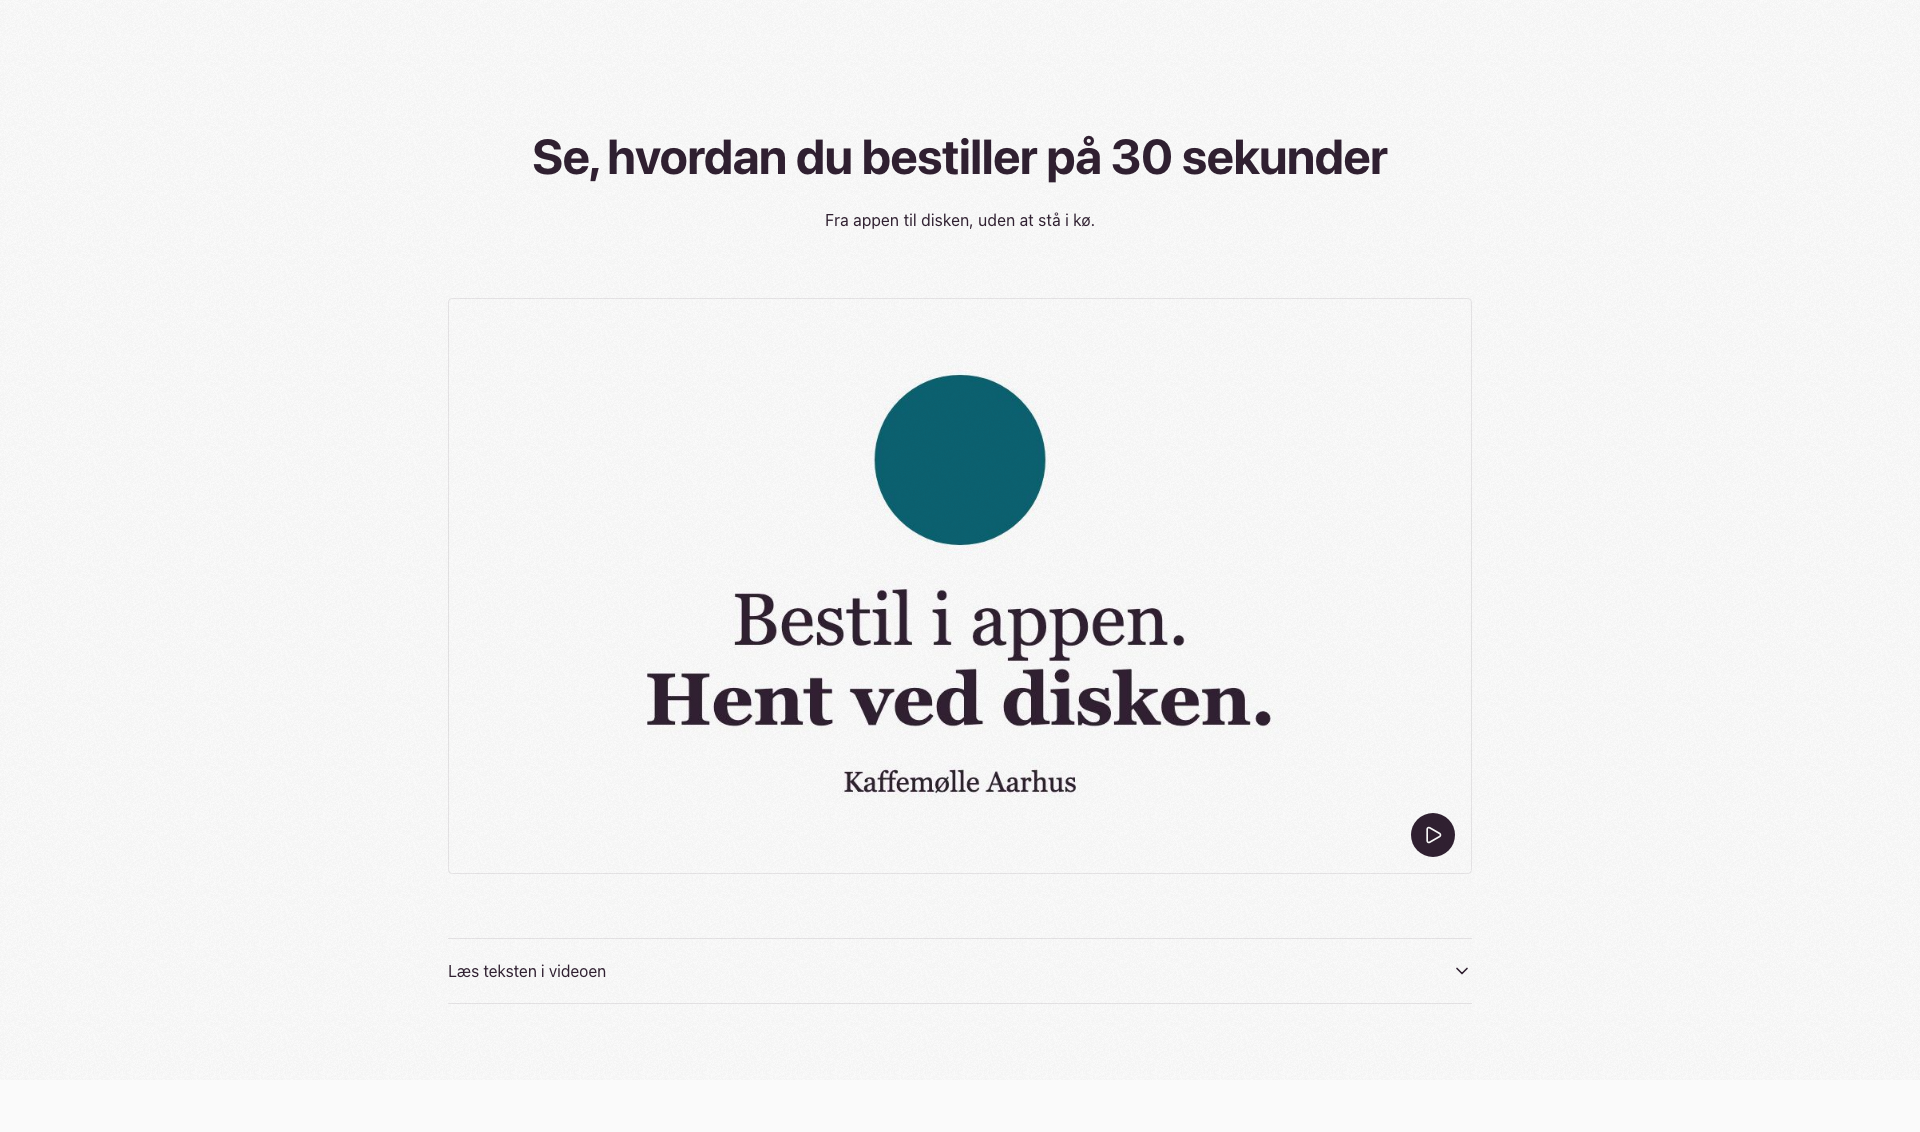 Se, hvordan du bestiller på 30 sekunder
Fra appen til disken, uden at stå i kø.
Bestil i appen.
Hent ved disken.
Kaffemølle Aarhus
Læs teksten i videoen